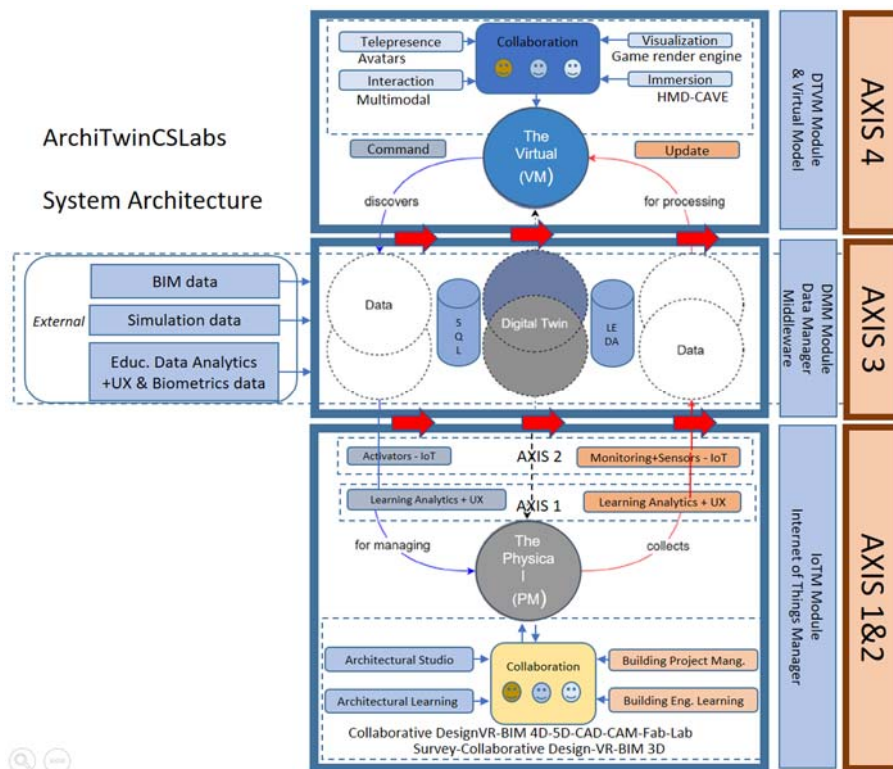 ArchiTwinCSLabs
System Architecture
Telepresence
Avatars
Interaction
Multimodal
Collaboration
Visualization
Game render engine
Immersion
HMD-CAVE
The
Virtual
(VM)
Command
Update
discovers
for processing
DTVM Module
& Virtual Model
AXIS 4
External
BIM data
Simulation data
Educ. Data Analytics
+UX & Biometrics data
Data
S
Q
L
Digital Twin
LE
DA
Data
DMM Module
Data Manager
Middleware
AXIS 3
Activators - IoT
AXIS 2
Monitoring+Sensors - IoT
Learning Analytics + UX
AXIS 1
Learning Analytics + UX
for managing
The
Physica
l
(PM)
collects
Architectural Studio
Architectural Learning
Collaboration
Building Project Mang.
Building Eng. Learning
Collaborative DesignVR-BIM 4D-5D-CAD-CAM-Fab-Lab
Survey-Collaborative Design-VR-BIM 3D
IoTM Module
Internet of Things Manager
AXIS 1&2